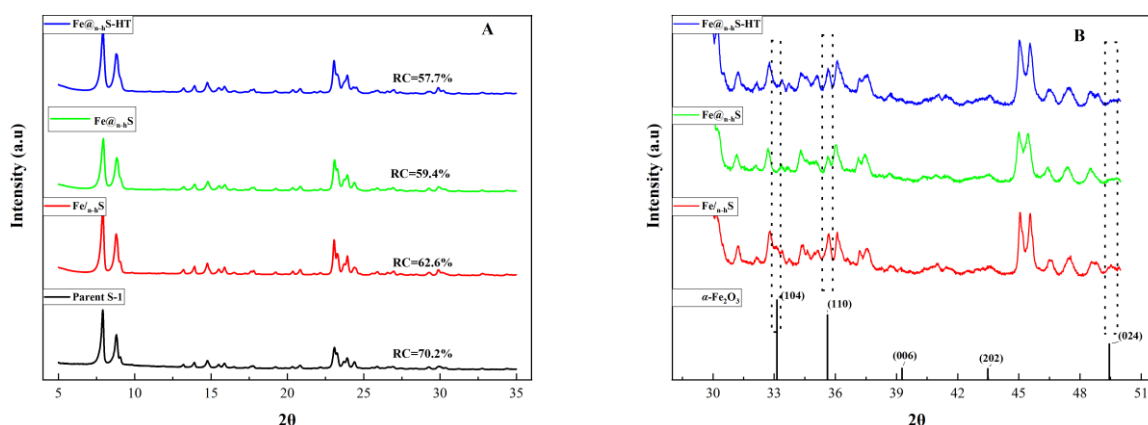 A
Fe@n-hS-HT
RC=57.7%
Fe@n-hS
RC=59.4%
Fe/n-hS
RC=62.6%
Parent S-1
RC=70.2%
Intensity (a.u)
5 10 15 20 25 30 35
2θ
B
Fe@n-hS-HT
Fe@n-hS
Fe/n-hS
α-Fe2O3
(104)
(110)
(006)
(202)
(024)
Intensity (a.u)
30 33 36 39 42 45 48 51
2θ